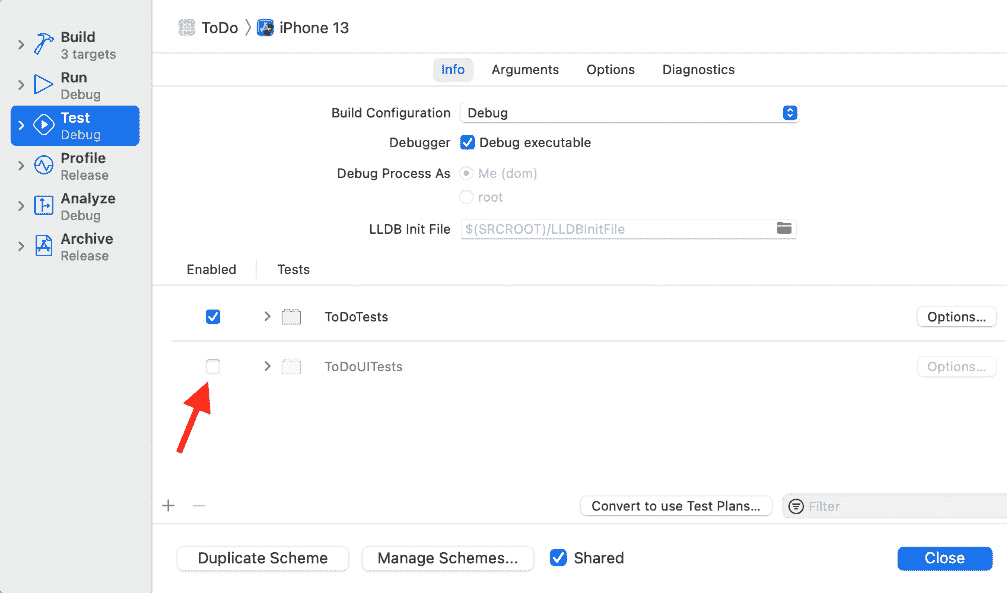 ToDo 〉 iPhone 13
Build
3 targets
Run
Debug
Test
Debug
Profile
Release
Analyze
Debug
Archive
Release
Info Arguments Options Diagnostics
Build Configuration Debug
Debugger Debug executable
Debug Process As Me (dom)
root
LLDB Init File $(SRCROOT)/LLDBInitFile
Enabled Tests
ToDoTests Options...
ToDoUITests Options...
Convert to use Test Plans... Filter
Duplicate Scheme Manage Schemes... Shared Close